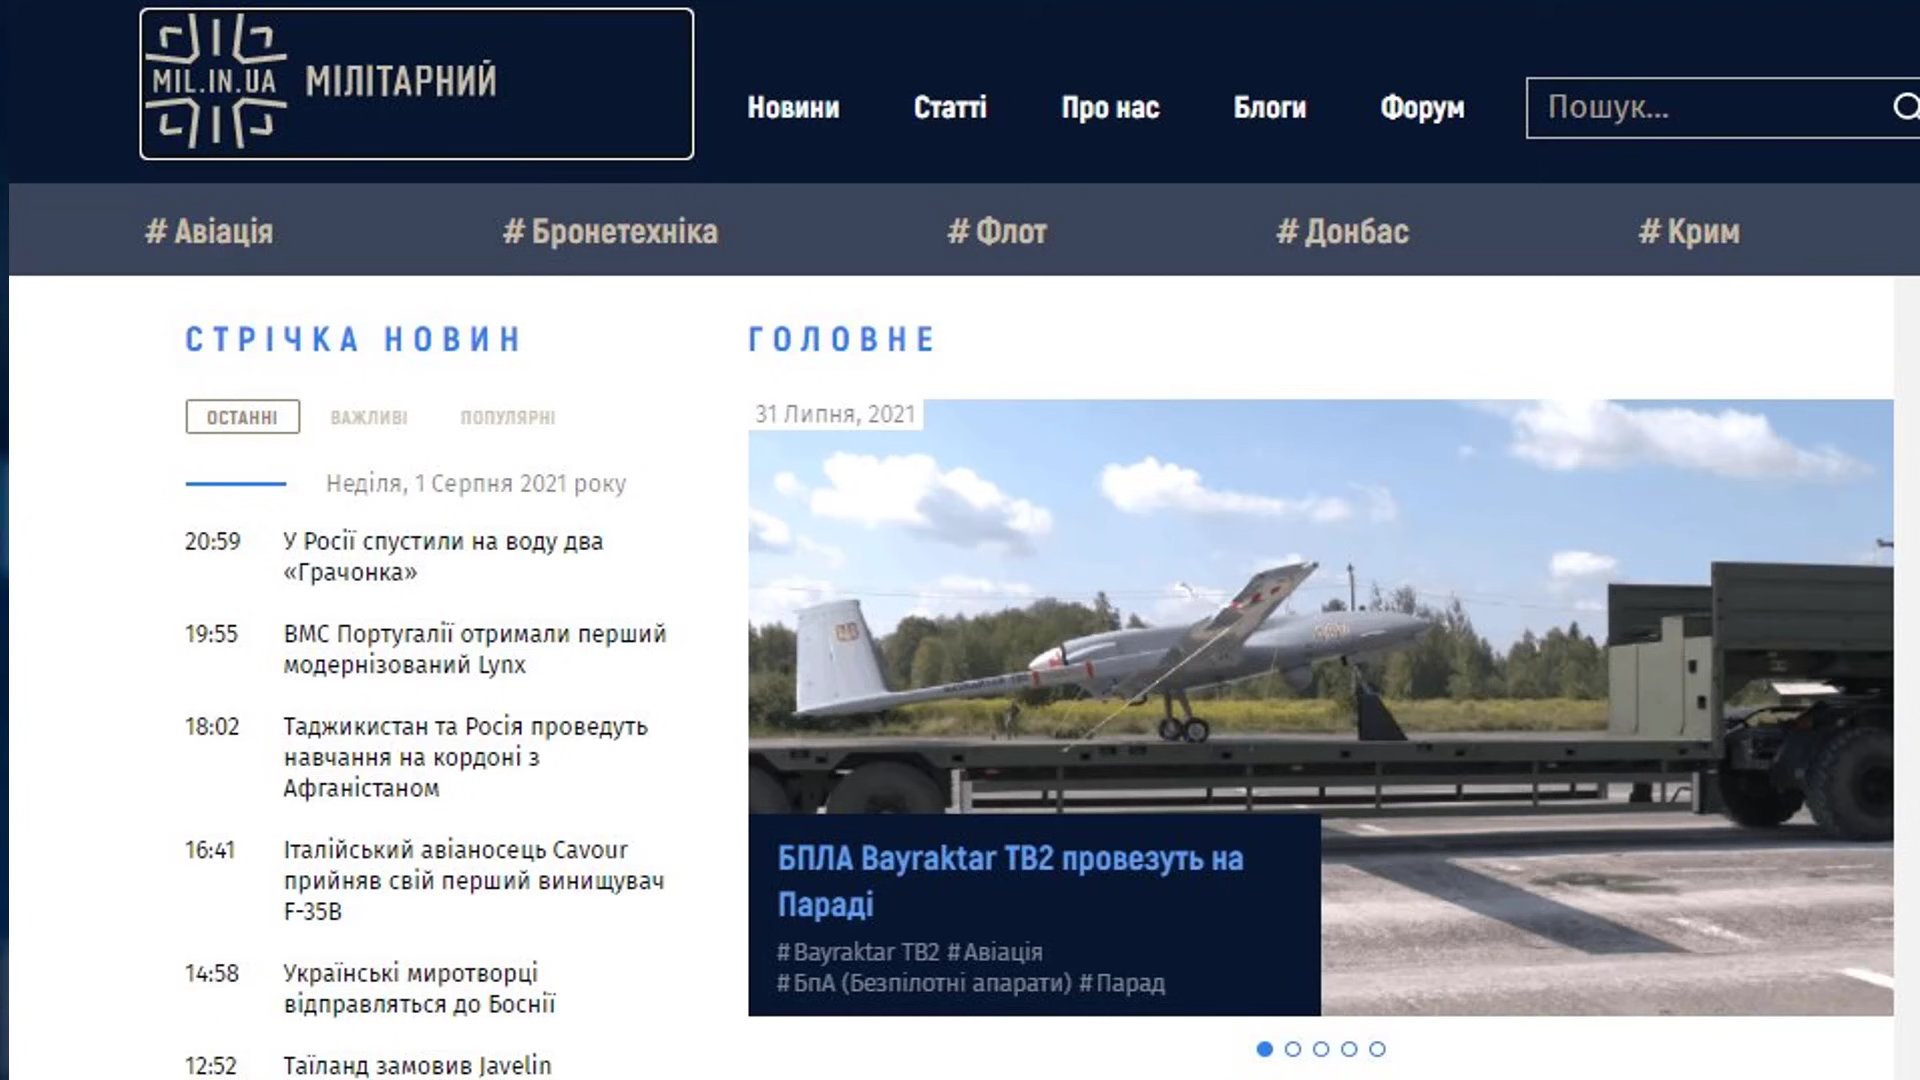 MIL.IN.UA
МІЛІТАРНИЙ
Новини
Статті
Про нас
Блоги
Форум
Пошук...
# Авіація
# Бронетехніка
# Флот
# Донбас
# Крим
СТРІЧКА НОВИН
ОСТАННІ
ВАЖЛИВІ
ПОПУЛЯРНІ
Неділя, 1 Серпня 2021 року
20:59
У Росії спустили на воду два
«Грачонка»
19:55
ВМС Португалії отримали перший
модернізований Lynx
18:02
Таджикистан та Росія проведуть
навчання на кордоні з
Афганістаном
16:41
Італійський авіаносець Cavour
прийняв свій перший винищувач
F-35B
14:58
Українські миротворці
відправляться до Боснії
12:52
Таїланд замовив Javelin
ГОЛОВНЕ
31 Липня, 2021
БПЛА Bayraktar TB2 провезуть на
Параді
#Bayraktar TB2 #Авіація
#БпА (Безпілотні апарати) #Парад